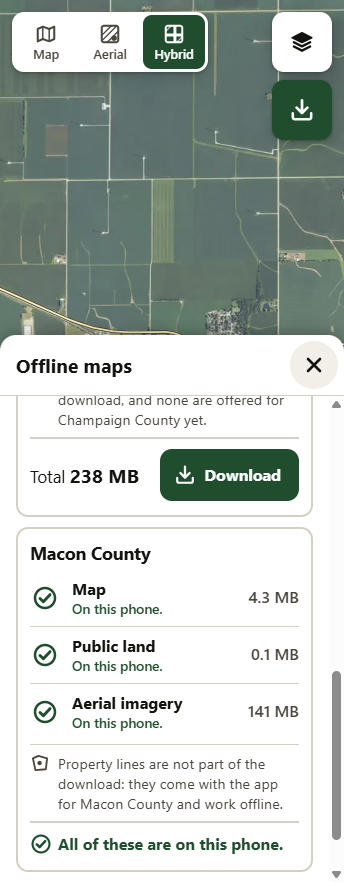 Map
Aerial
Hybrid
Offline maps
download, and none are offered for
Champaign County yet.
Total 238 MB
Download
Macon County
Map
4.3 MB
On this phone.
Public land
0.1 MB
On this phone.
Aerial imagery
141 MB
On this phone.
Property lines are not part of the
download: they come with the app
for Macon County and work offline.
All of these are on this phone.